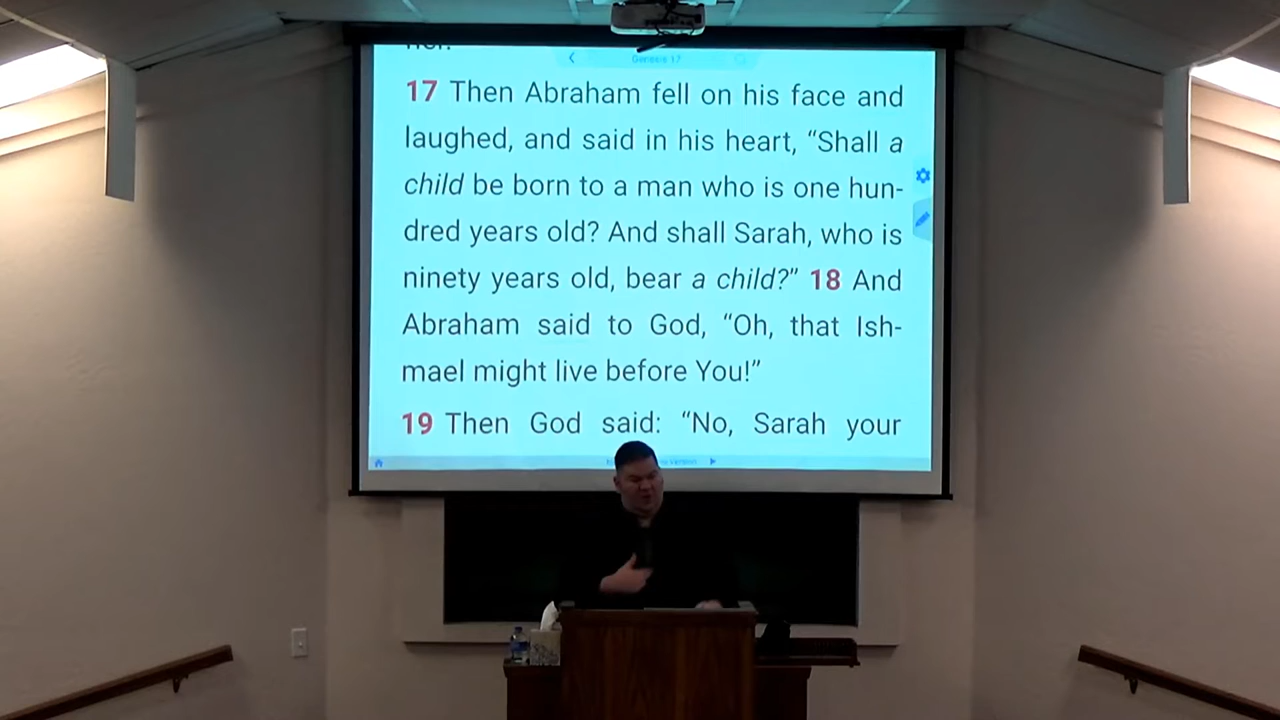 Genesis 17
17 Then Abraham fell on his face and
laughed, and said in his heart, “Shall a
child be born to a man who is one hun-
dred years old? And shall Sarah, who is
ninety years old, bear a child?” 18 And
Abraham said to God, “Oh, that Ish-
mael might live before You!”
19 Then God said: “No, Sarah your